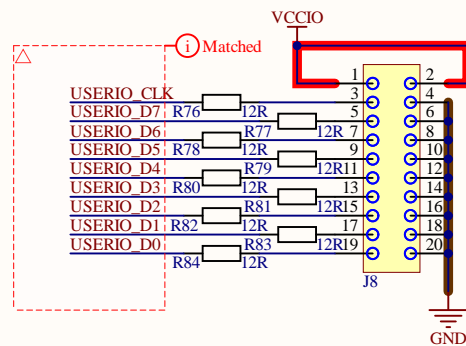 VCCIO
i Matched
1 2
USERIO_CLK 3 4
R76 12R
USERIO_D7 5 6
R77 12R
USERIO_D6 7 8
R78 12R
USERIO_D5 9 10
R79 12R
USERIO_D4 11 12
R80 12R
USERIO_D3 13 14
R81 12R
USERIO_D2 15 16
R82 12R
USERIO_D1 17 18
R83 12R
USERIO_D0 19 20
R84 12R
J8
GND